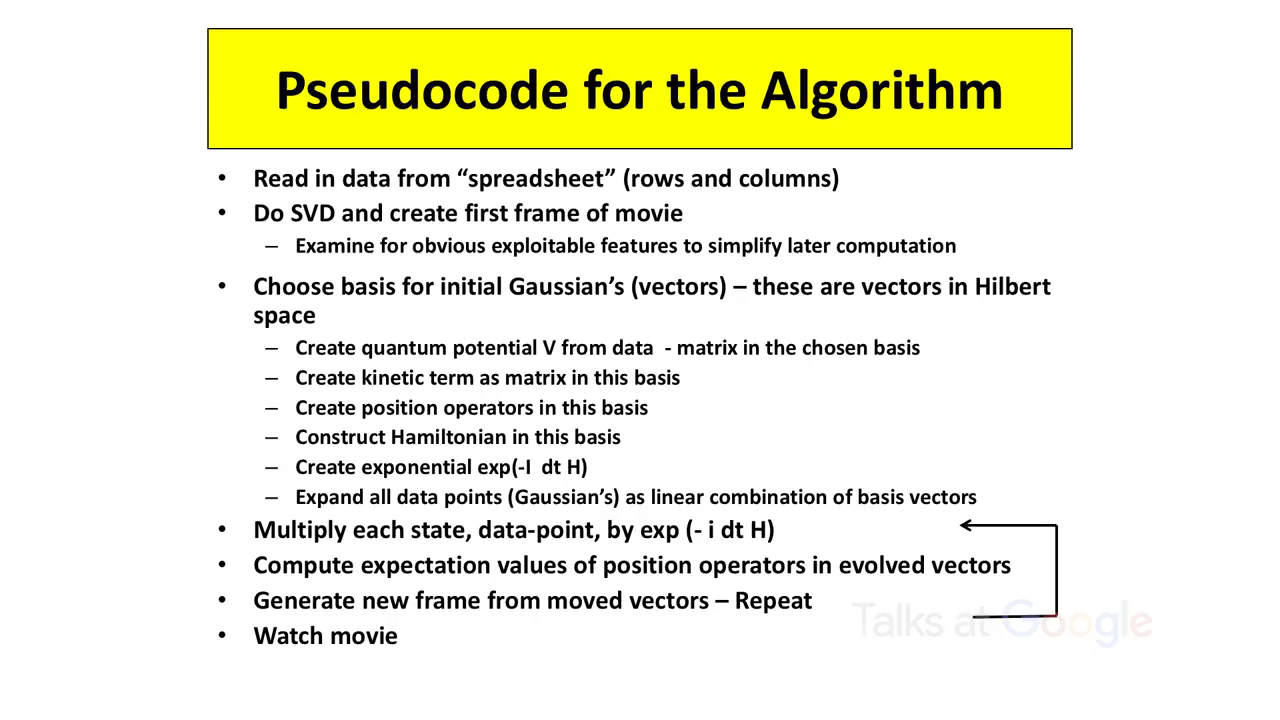 Pseudocode for the Algorithm
• Read in data from “spreadsheet” (rows and columns)
• Do SVD and create first frame of movie
– Examine for obvious exploitable features to simplify later computation
• Choose basis for initial Gaussian’s (vectors) – these are vectors in Hilbert
space
– Create quantum potential V from data - matrix in the chosen basis
– Create kinetic term as matrix in this basis
– Create position operators in this basis
– Construct Hamiltonian in this basis
– Create exponential exp(-I dt H)
– Expand all data points (Gaussian’s) as linear combination of basis vectors
• Multiply each state, data-point, by exp (- i dt H)
• Compute expectation values of position operators in evolved vectors
• Generate new frame from moved vectors – Repeat
Talks at Google
• Watch movie